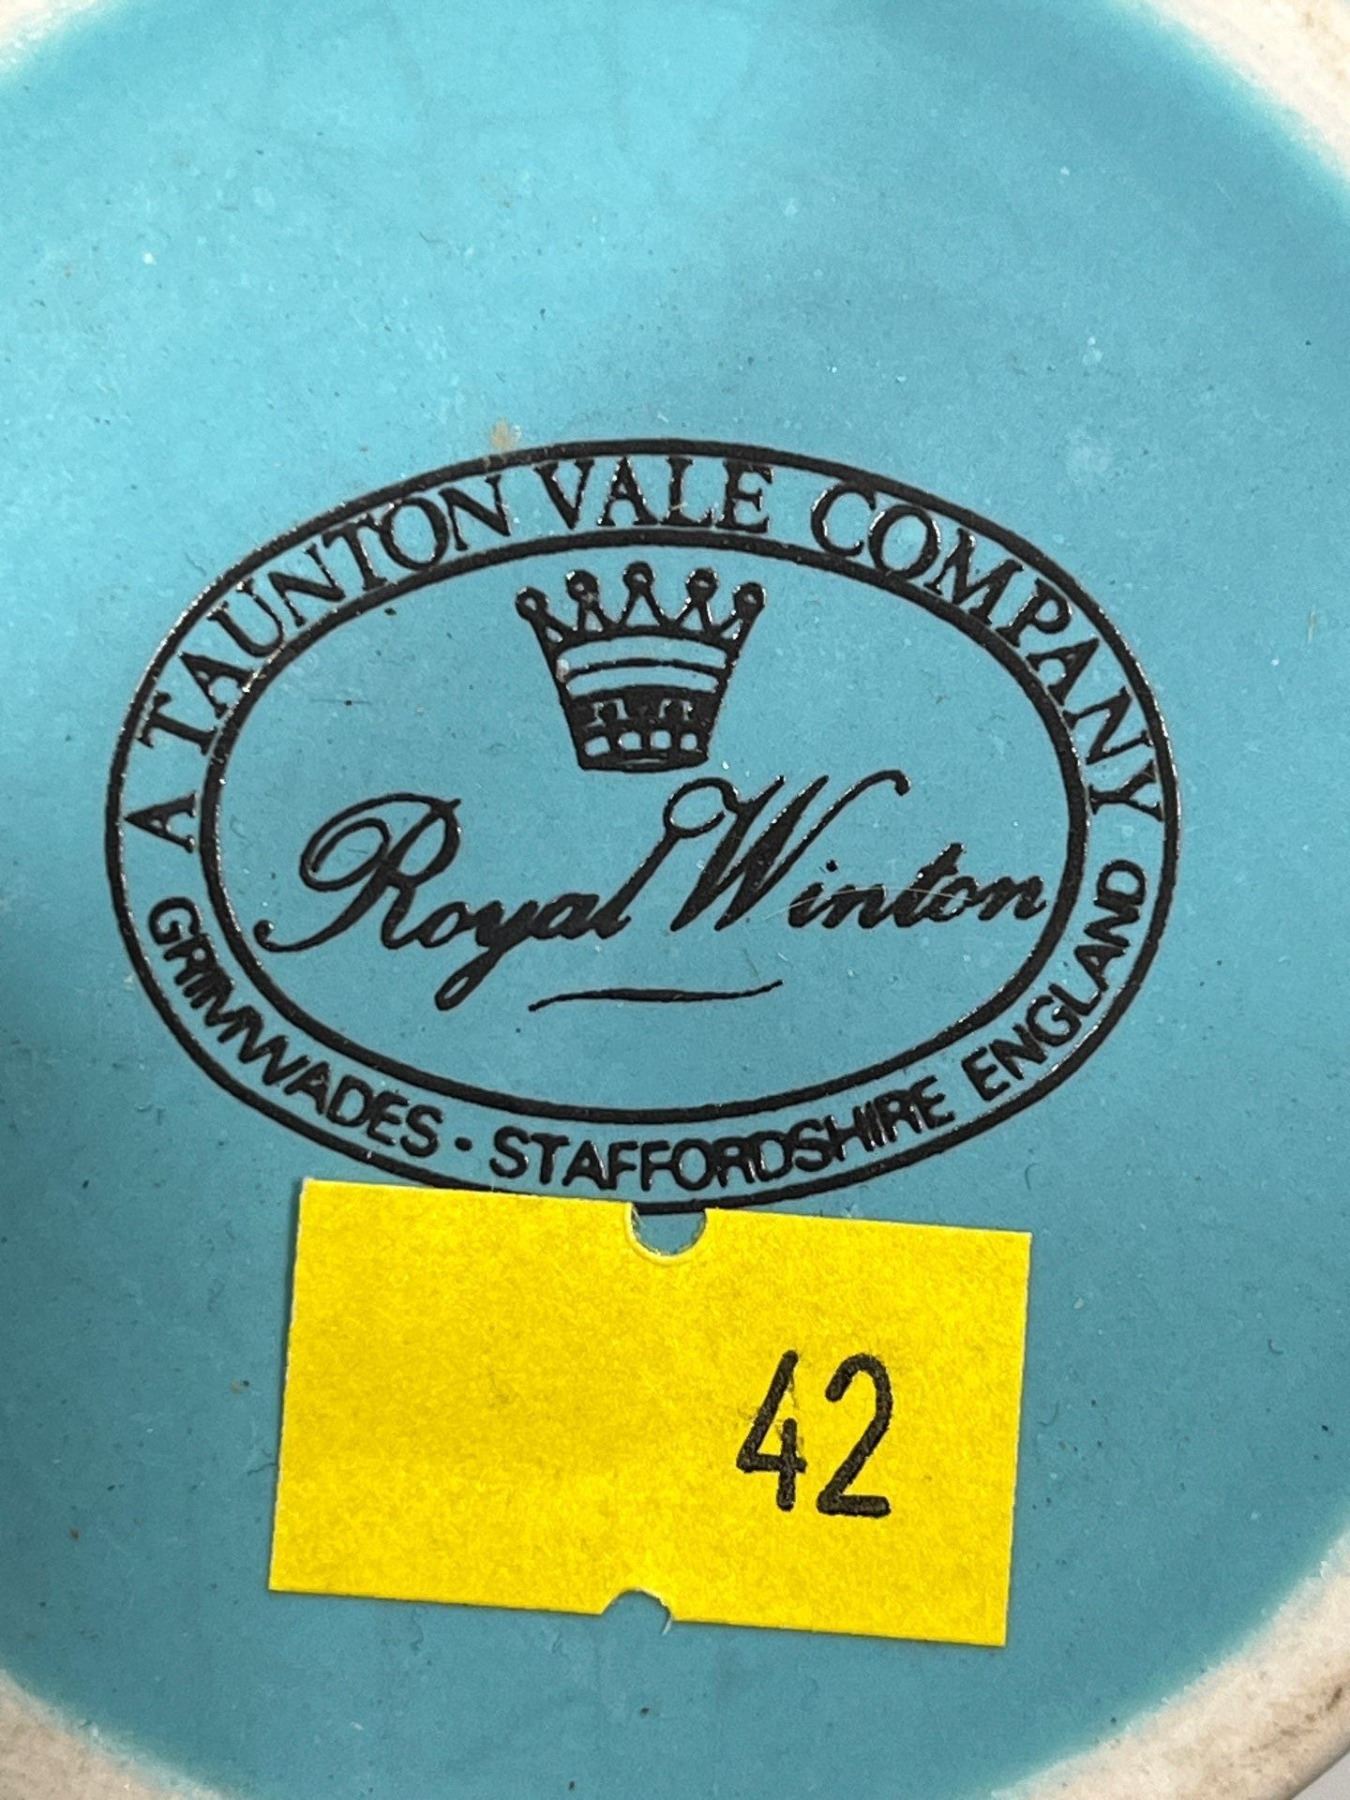 A TAUNTON VALE COMPANY
Royal Winton
GRIMWADES · STAFFORDSHIRE ENGLAND
42